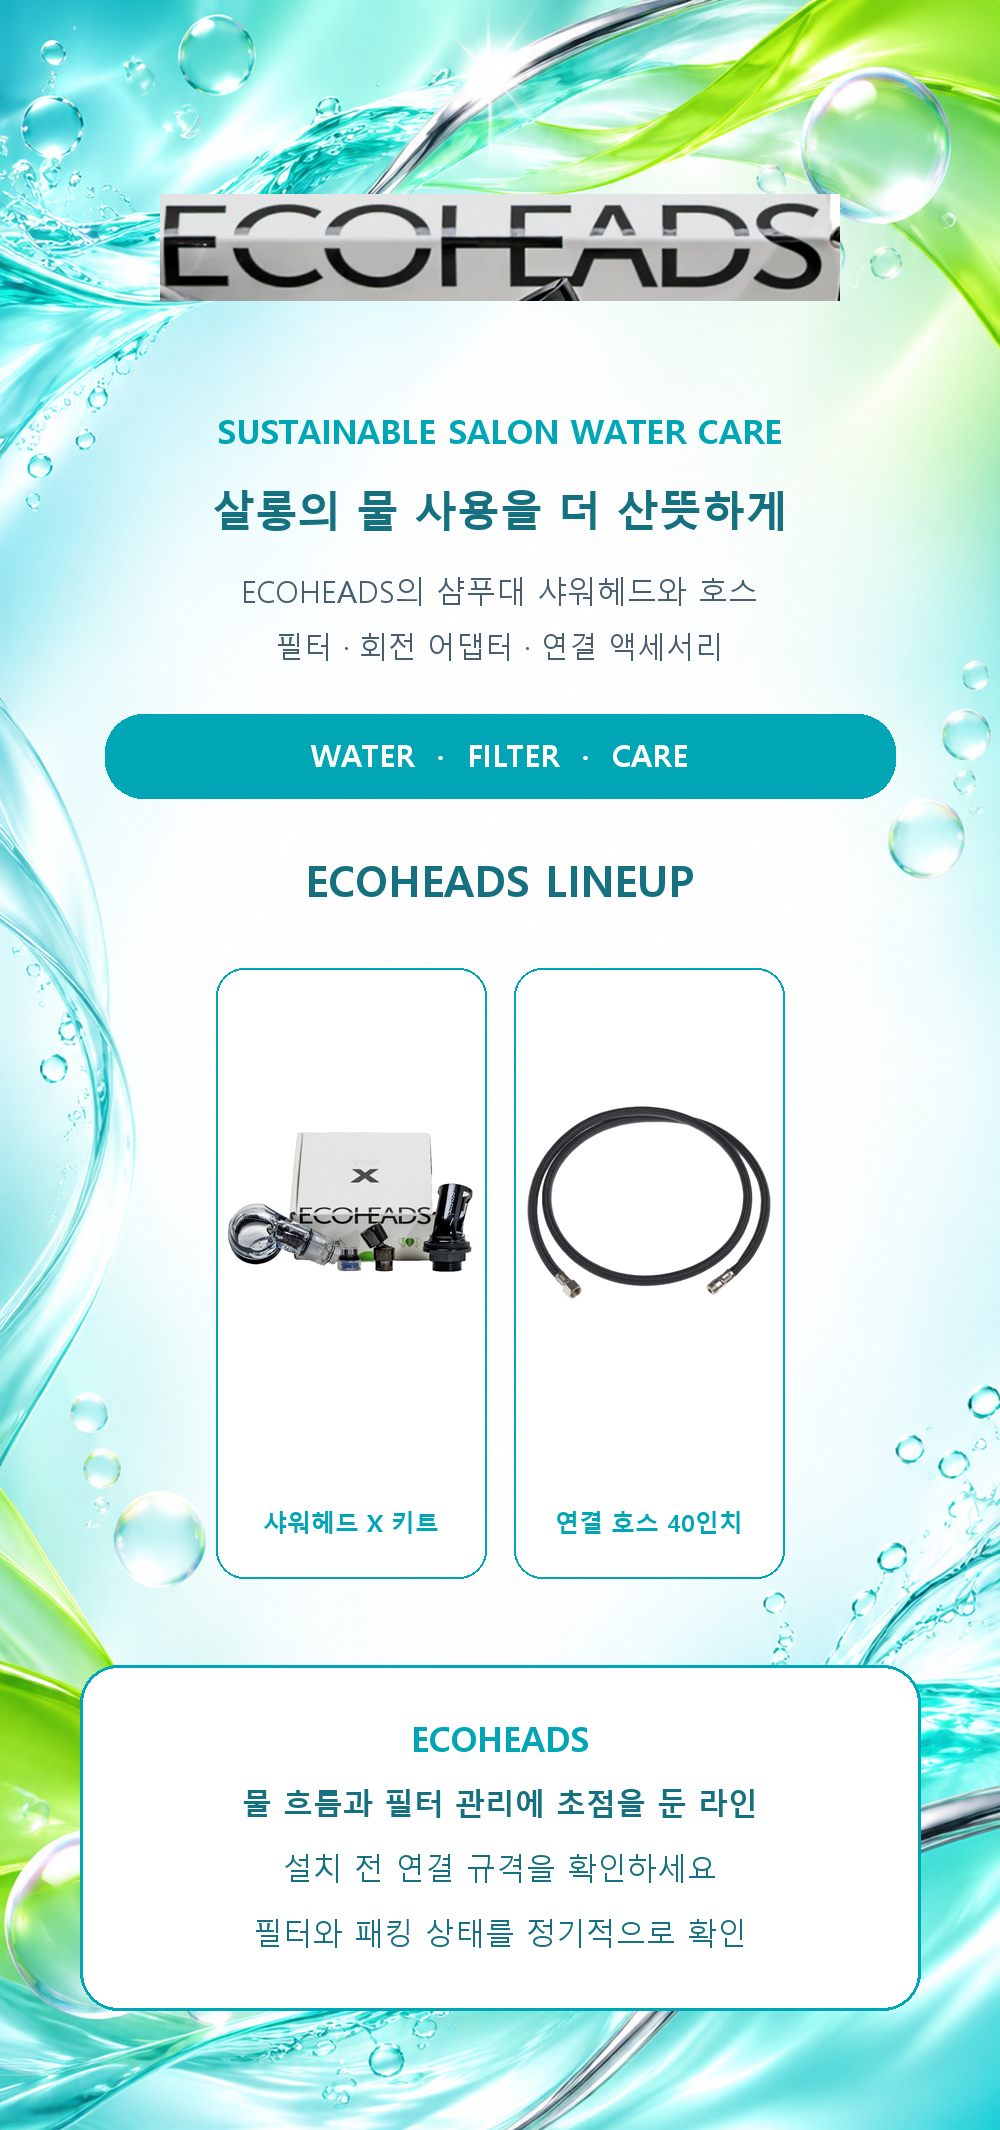 ECOHEADS
SUSTAINABLE SALON WATER CARE
살롱의 물 사용을 더 산뜻하게
ECOHEADS의 샴푸대 샤워헤드와 호스
필터 · 회전 어댑터 · 연결 액세서리
WATER · FILTER · CARE
ECOHEADS LINEUP
X
ECOHEADS
샤워헤드 X 키트
연결 호스 40인치
ECOHEADS
물 흐름과 필터 관리에 초점을 둔 라인
설치 전 연결 규격을 확인하세요
필터와 패킹 상태를 정기적으로 확인